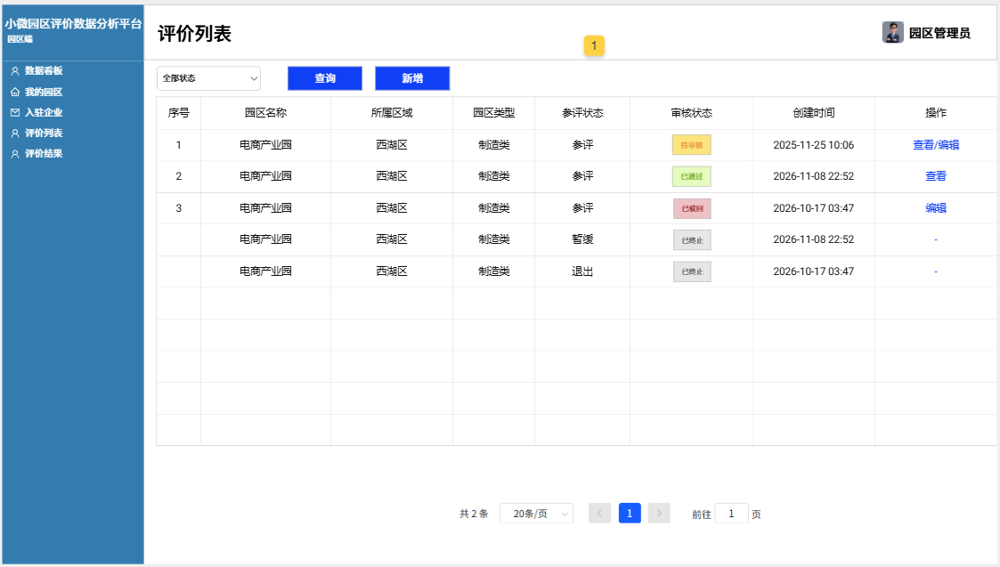 小微园区评价数据分析平台
园区端
数据看板
我的园区
入驻企业
评价列表
评价结果
评价列表
1
园区管理员
全部状态 查询 新增
序号 园区名称 所属区域 园区类型 参评状态 审核状态 创建时间 操作
1 电商产业园 西湖区 制造类 参评 待审核 2025-11-25 10:06 查看/编辑
2 电商产业园 西湖区 制造类 参评 已通过 2026-11-08 22:52 查看
3 电商产业园 西湖区 制造类 参评 已驳回 2026-10-17 03:47 编辑
电商产业园 西湖区 制造类 暂缓 已终止 2026-11-08 22:52 -
电商产业园 西湖区 制造类 退出 已终止 2026-10-17 03:47 -
共 2 条 20条/页 1 前往 1 页